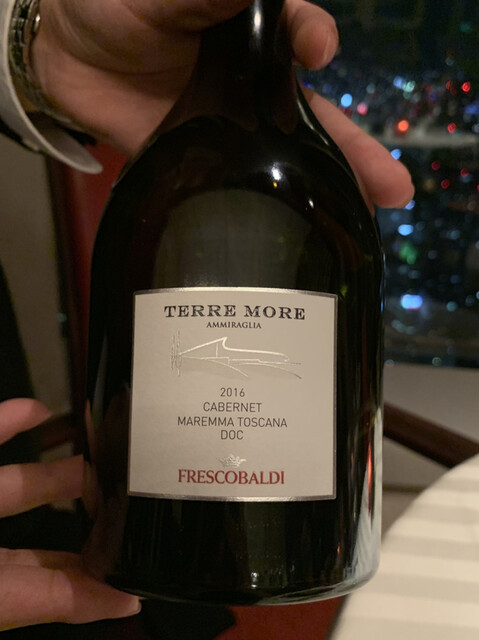 TERRE MORE
AMMIRAGLIA
2016
CABERNET
MAREMMA TOSCANA
DOC
FRESCOBALDI